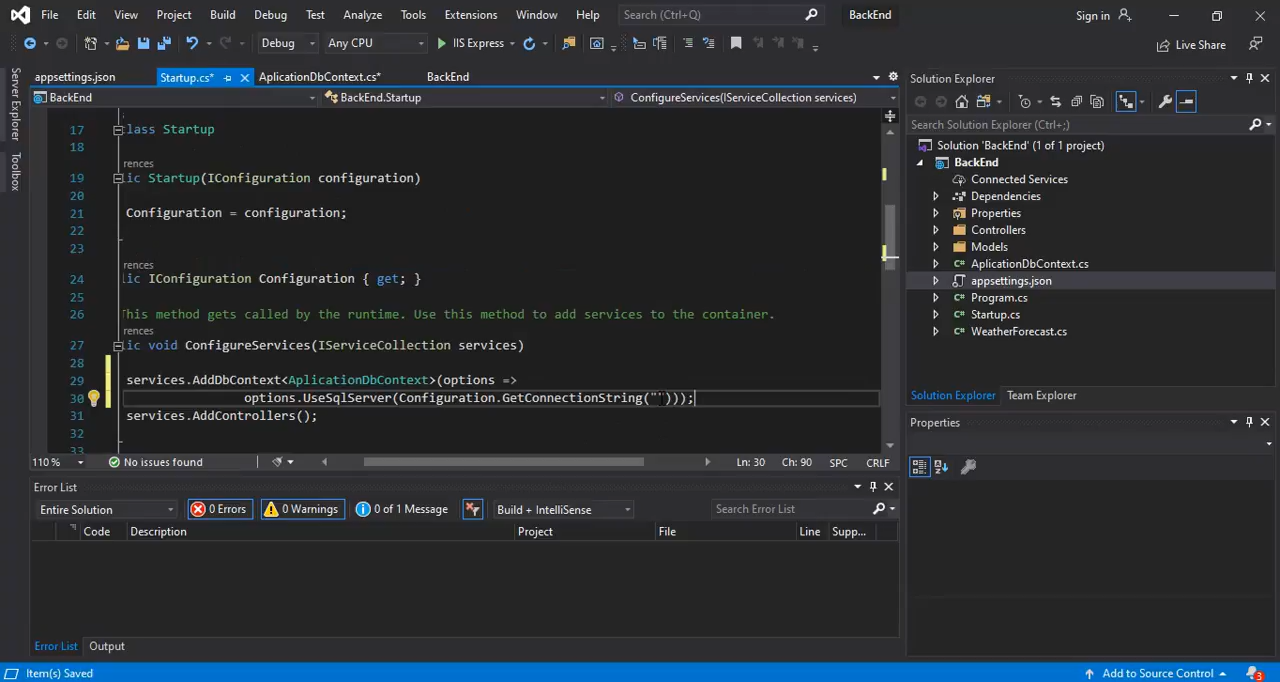 File Edit View Project Build Debug Test Analyze Tools Extensions Window Help Search (Ctrl+Q) BackEnd Sign in
Debug Any CPU IIS Express Live Share
Server Explorer
Toolbox
appsettings.json Startup.cs* AplicationDbContext.cs* BackEnd
BackEnd BackEnd.Startup ConfigureServices(IServiceCollection services)
17 lass Startup
18
rences
19 ic Startup(IConfiguration configuration)
20
21 Configuration = configuration;
22
23
rences
24 lic IConfiguration Configuration { get; }
25
26 This method gets called by the runtime. Use this method to add services to the container.
rences
27 ic void ConfigureServices(IServiceCollection services)
28
29 services.AddDbContext<AplicationDbContext>(options =>
30 options.UseSqlServer(Configuration.GetConnectionString("")));
31 services.AddControllers();
32
33
110 % No issues found Ln: 30 Ch: 90 SPC CRLF
Error List
Entire Solution 0 Errors 0 Warnings 0 of 1 Message Build + IntelliSense Search Error List
Code Description Project File Line Supp...
Error List Output
Solution Explorer
Search Solution Explorer (Ctrl+;)
Solution 'BackEnd' (1 of 1 project)
BackEnd
Connected Services
Dependencies
Properties
Controllers
Models
AplicationDbContext.cs
appsettings.json
Program.cs
Startup.cs
WeatherForecast.cs
Solution Explorer Team Explorer
Properties
Item(s) Saved Add to Source Control 3